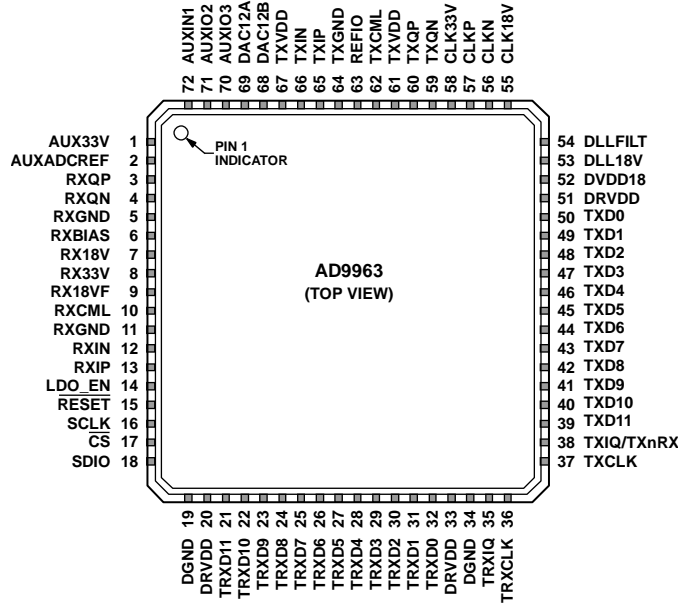 72 AUXIN1
71 AUXIO2
70 AUXIO3
69 DAC12A
68 DAC12B
67 TXVDD
66 TXIN
65 TXIP
64 TXGND
63 REFIO
62 TXCML
61 TXVDD
60 TXQP
59 TXQN
58 CLK33V
57 CLKP
56 CLKN
55 CLK18V
AUX33V 1
AUXADCREF 2
RXQP 3
RXQN 4
RXGND 5
RXBIAS 6
RX18V 7
RX33V 8
RX18VF 9
RXCML 10
RXGND 11
RXIN 12
RXIP 13
LDO_EN 14
RESET 15
SCLK 16
CS 17
SDIO 18
PIN 1
INDICATOR
AD9963
(TOP VIEW)
54 DLLFILT
53 DLL18V
52 DVDD18
51 DRVDD
50 TXD0
49 TXD1
48 TXD2
47 TXD3
46 TXD4
45 TXD5
44 TXD6
43 TXD7
42 TXD8
41 TXD9
40 TXD10
39 TXD11
38 TXIQ/TXnRX
37 TXCLK
DGND 19
DRVDD 20
TRXD11 21
TRXD10 22
TRXD9 23
TRXD8 24
TRXD7 25
TRXD6 26
TRXD5 27
TRXD4 28
TRXD3 29
TRXD2 30
TRXD1 31
TRXD0 32
DRVDD 33
DGND 34
TRXIQ 35
TRXCLK 36